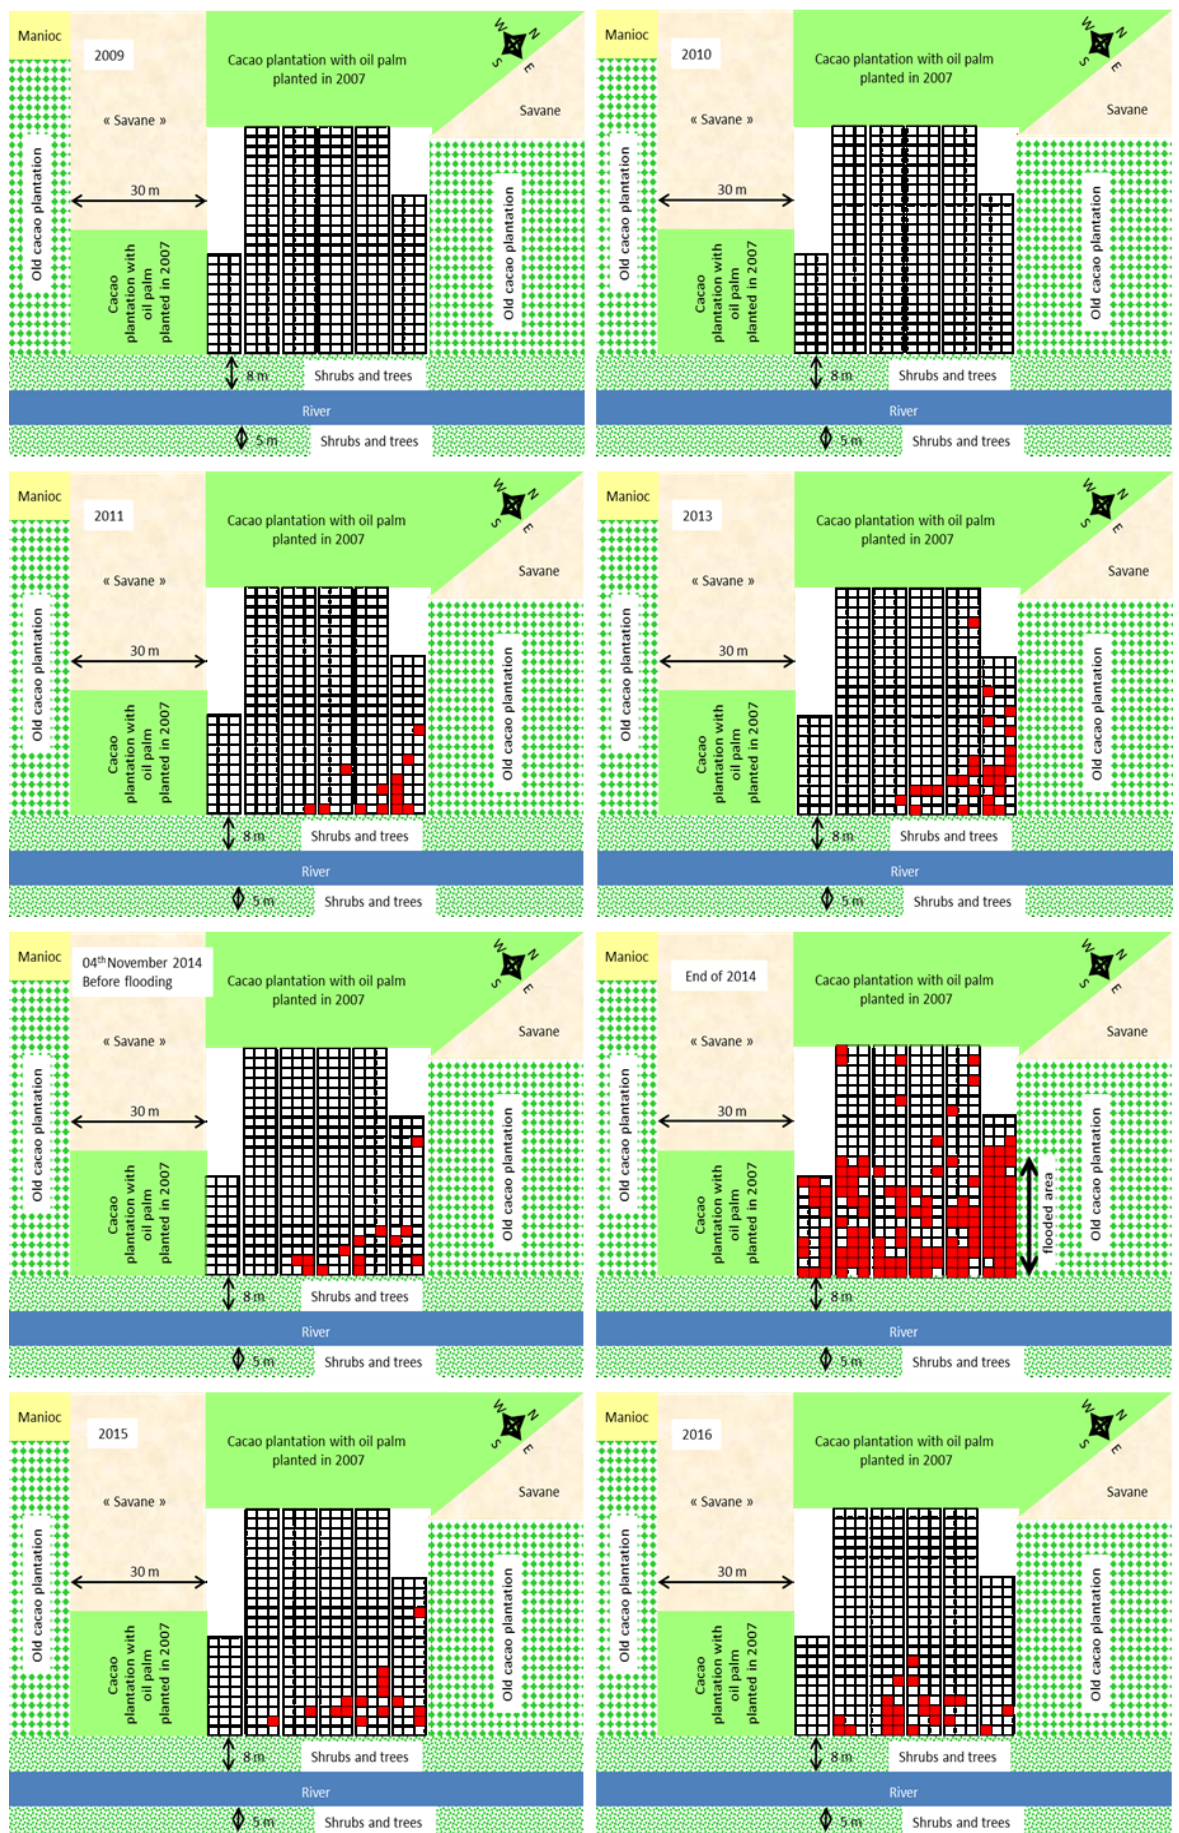 Manioc
2009
Cacao plantation with oil palm
planted in 2007
W
N
S
E
« Savane »
Savane
Old cacao plantation
30 m
Cacao
plantation with
oil palm
planted in 2007
Old cacao plantation
8 m
Shrubs and trees
River
5 m
Shrubs and trees
Manioc
2010
Cacao plantation with oil palm
planted in 2007
W
N
S
E
« Savane »
Savane
Old cacao plantation
30 m
Cacao
plantation with
oil palm
planted in 2007
Old cacao plantation
8 m
Shrubs and trees
River
5 m
Shrubs and trees
Manioc
2011
Cacao plantation with oil palm
planted in 2007
W
N
S
E
« Savane »
Savane
Old cacao plantation
30 m
Cacao
plantation with
oil palm
planted in 2007
Old cacao plantation
8 m
Shrubs and trees
River
5 m
Shrubs and trees
Manioc
2013
Cacao plantation with oil palm
planted in 2007
W
N
S
E
« Savane »
Savane
Old cacao plantation
30 m
Cacao
plantation with
oil palm
planted in 2007
Old cacao plantation
8 m
Shrubs and trees
River
5 m
Shrubs and trees
Manioc
04th November 2014
Before flooding
Cacao plantation with oil palm
planted in 2007
W
N
S
E
« Savane »
Savane
Old cacao plantation
30 m
Cacao
plantation with
oil palm
planted in 2007
Old cacao plantation
8 m
Shrubs and trees
River
5 m
Shrubs and trees
Manioc
End of 2014
Cacao plantation with oil palm
planted in 2007
W
N
S
E
« Savane »
Savane
Old cacao plantation
30 m
Cacao
plantation with
oil palm
planted in 2007
flooded area
Old cacao plantation
8 m
Shrubs and trees
River
5 m
Shrubs and trees
Manioc
2015
Cacao plantation with oil palm
planted in 2007
W
N
S
E
« Savane »
Savane
Old cacao plantation
30 m
Cacao
plantation with
oil palm
planted in 2007
Old cacao plantation
8 m
Shrubs and trees
River
5 m
Shrubs and trees
Manioc
2016
Cacao plantation with oil palm
planted in 2007
W
N
S
E
« Savane »
Savane
Old cacao plantation
30 m
Cacao
plantation with
oil palm
planted in 2007
Old cacao plantation
8 m
Shrubs and trees
River
5 m
Shrubs and trees